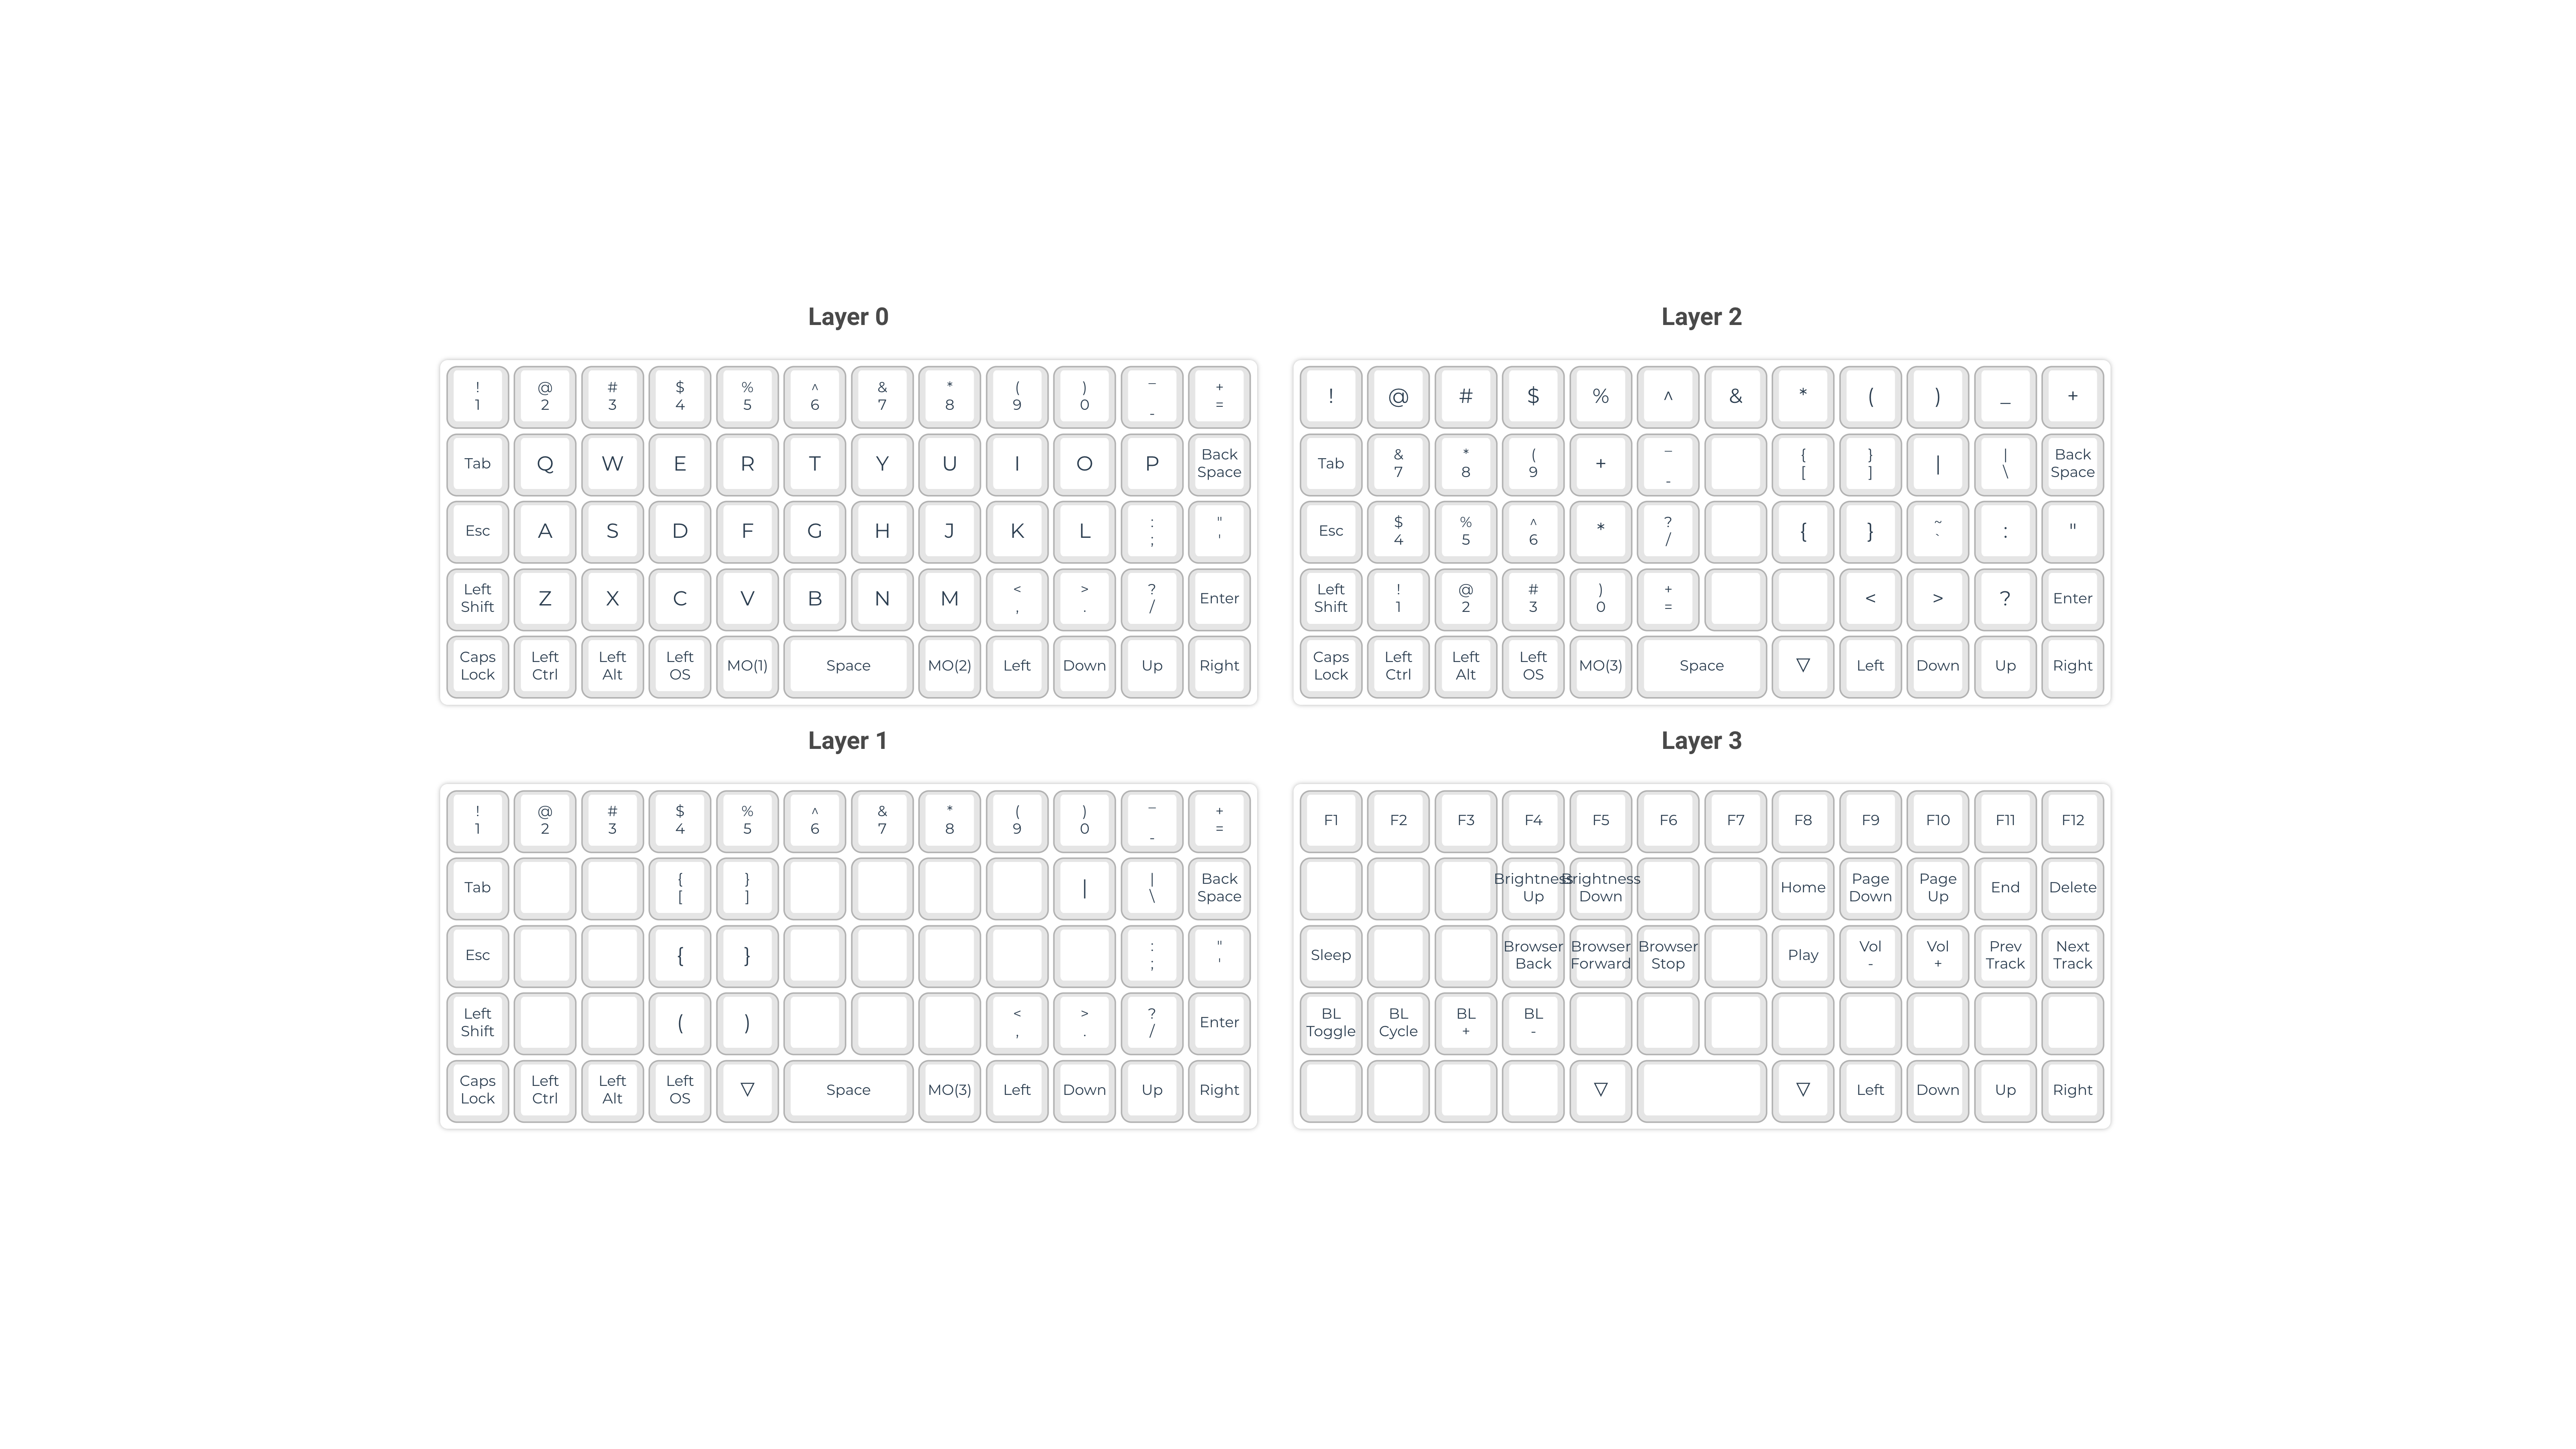 Layer 0
! @ # $ % ^ & * ( ) _ +
1 2 3 4 5 6 7 8 9 0 - =
Tab Q W E R T Y U I O P Back Space
Esc A S D F G H J K L : "
; '
Left Shift Z X C V B N M < > ? Enter
, . /
Caps Lock Left Ctrl Left Alt Left OS MO(1) Space MO(2) Left Down Up Right
Layer 2
! @ # $ % ^ & * ( ) _ +
Tab & * ( + _ { } | | Back Space
7 8 9 - [ ] \
Esc $ % ^ * ? { } ~ : "
4 5 6 / `
Left Shift ! @ # ) + < > ? Enter
1 2 3 0 =
Caps Lock Left Ctrl Left Alt Left OS MO(3) Space ▽ Left Down Up Right
Layer 1
! @ # $ % ^ & * ( ) _ +
1 2 3 4 5 6 7 8 9 0 - =
Tab { } | | Back Space
[ ] \
Esc { } : "
; '
Left Shift ( ) < > ? Enter
, . /
Caps Lock Left Ctrl Left Alt Left OS ▽ Space MO(3) Left Down Up Right
Layer 3
F1 F2 F3 F4 F5 F6 F7 F8 F9 F10 F11 F12
Brightness Up Brightness Down Home Page Down Page Up End Delete
Sleep Browser Back Browser Forward Browser Stop Play Vol - Vol + Prev Track Next Track
BL Toggle BL Cycle BL + BL -
▽ ▽ Left Down Up Right